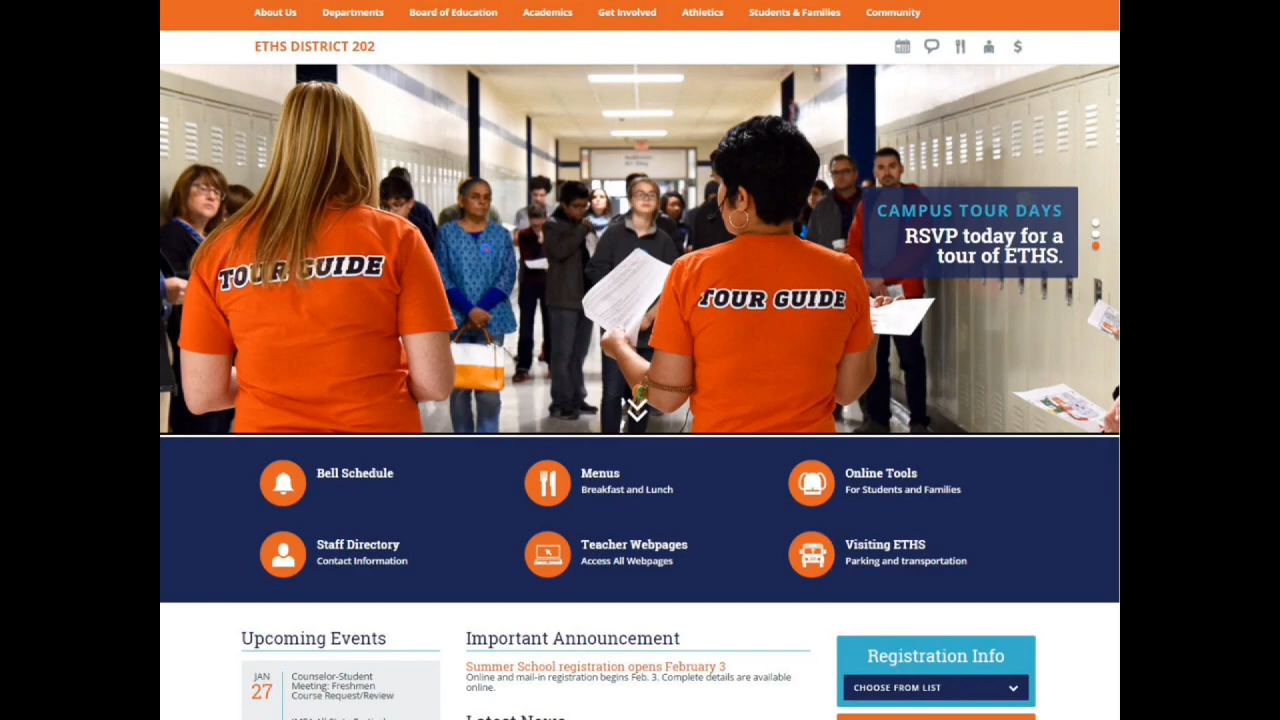 About Us Departments Board of Education Academics Get Involved Athletics Students & Families Community
ETHS DISTRICT 202
$
CAMPUS TOUR DAYS
RSVP today for a
tour of ETHS.
TOUR GUIDE
TOUR GUIDE
Bell Schedule
Menus
Breakfast and Lunch
Online Tools
For Students and Families
Staff Directory
Contact Information
Teacher Webpages
Access All Webpages
Visiting ETHS
Parking and transportation
Upcoming Events
JAN
27
Counselor-Student
Meeting: Freshmen
Course Request/Review
Important Announcement
Summer School registration opens February 3
Online and mail-in registration begins Feb. 3. Complete details are available
online.
Latest News
Registration Info
CHOOSE FROM LIST